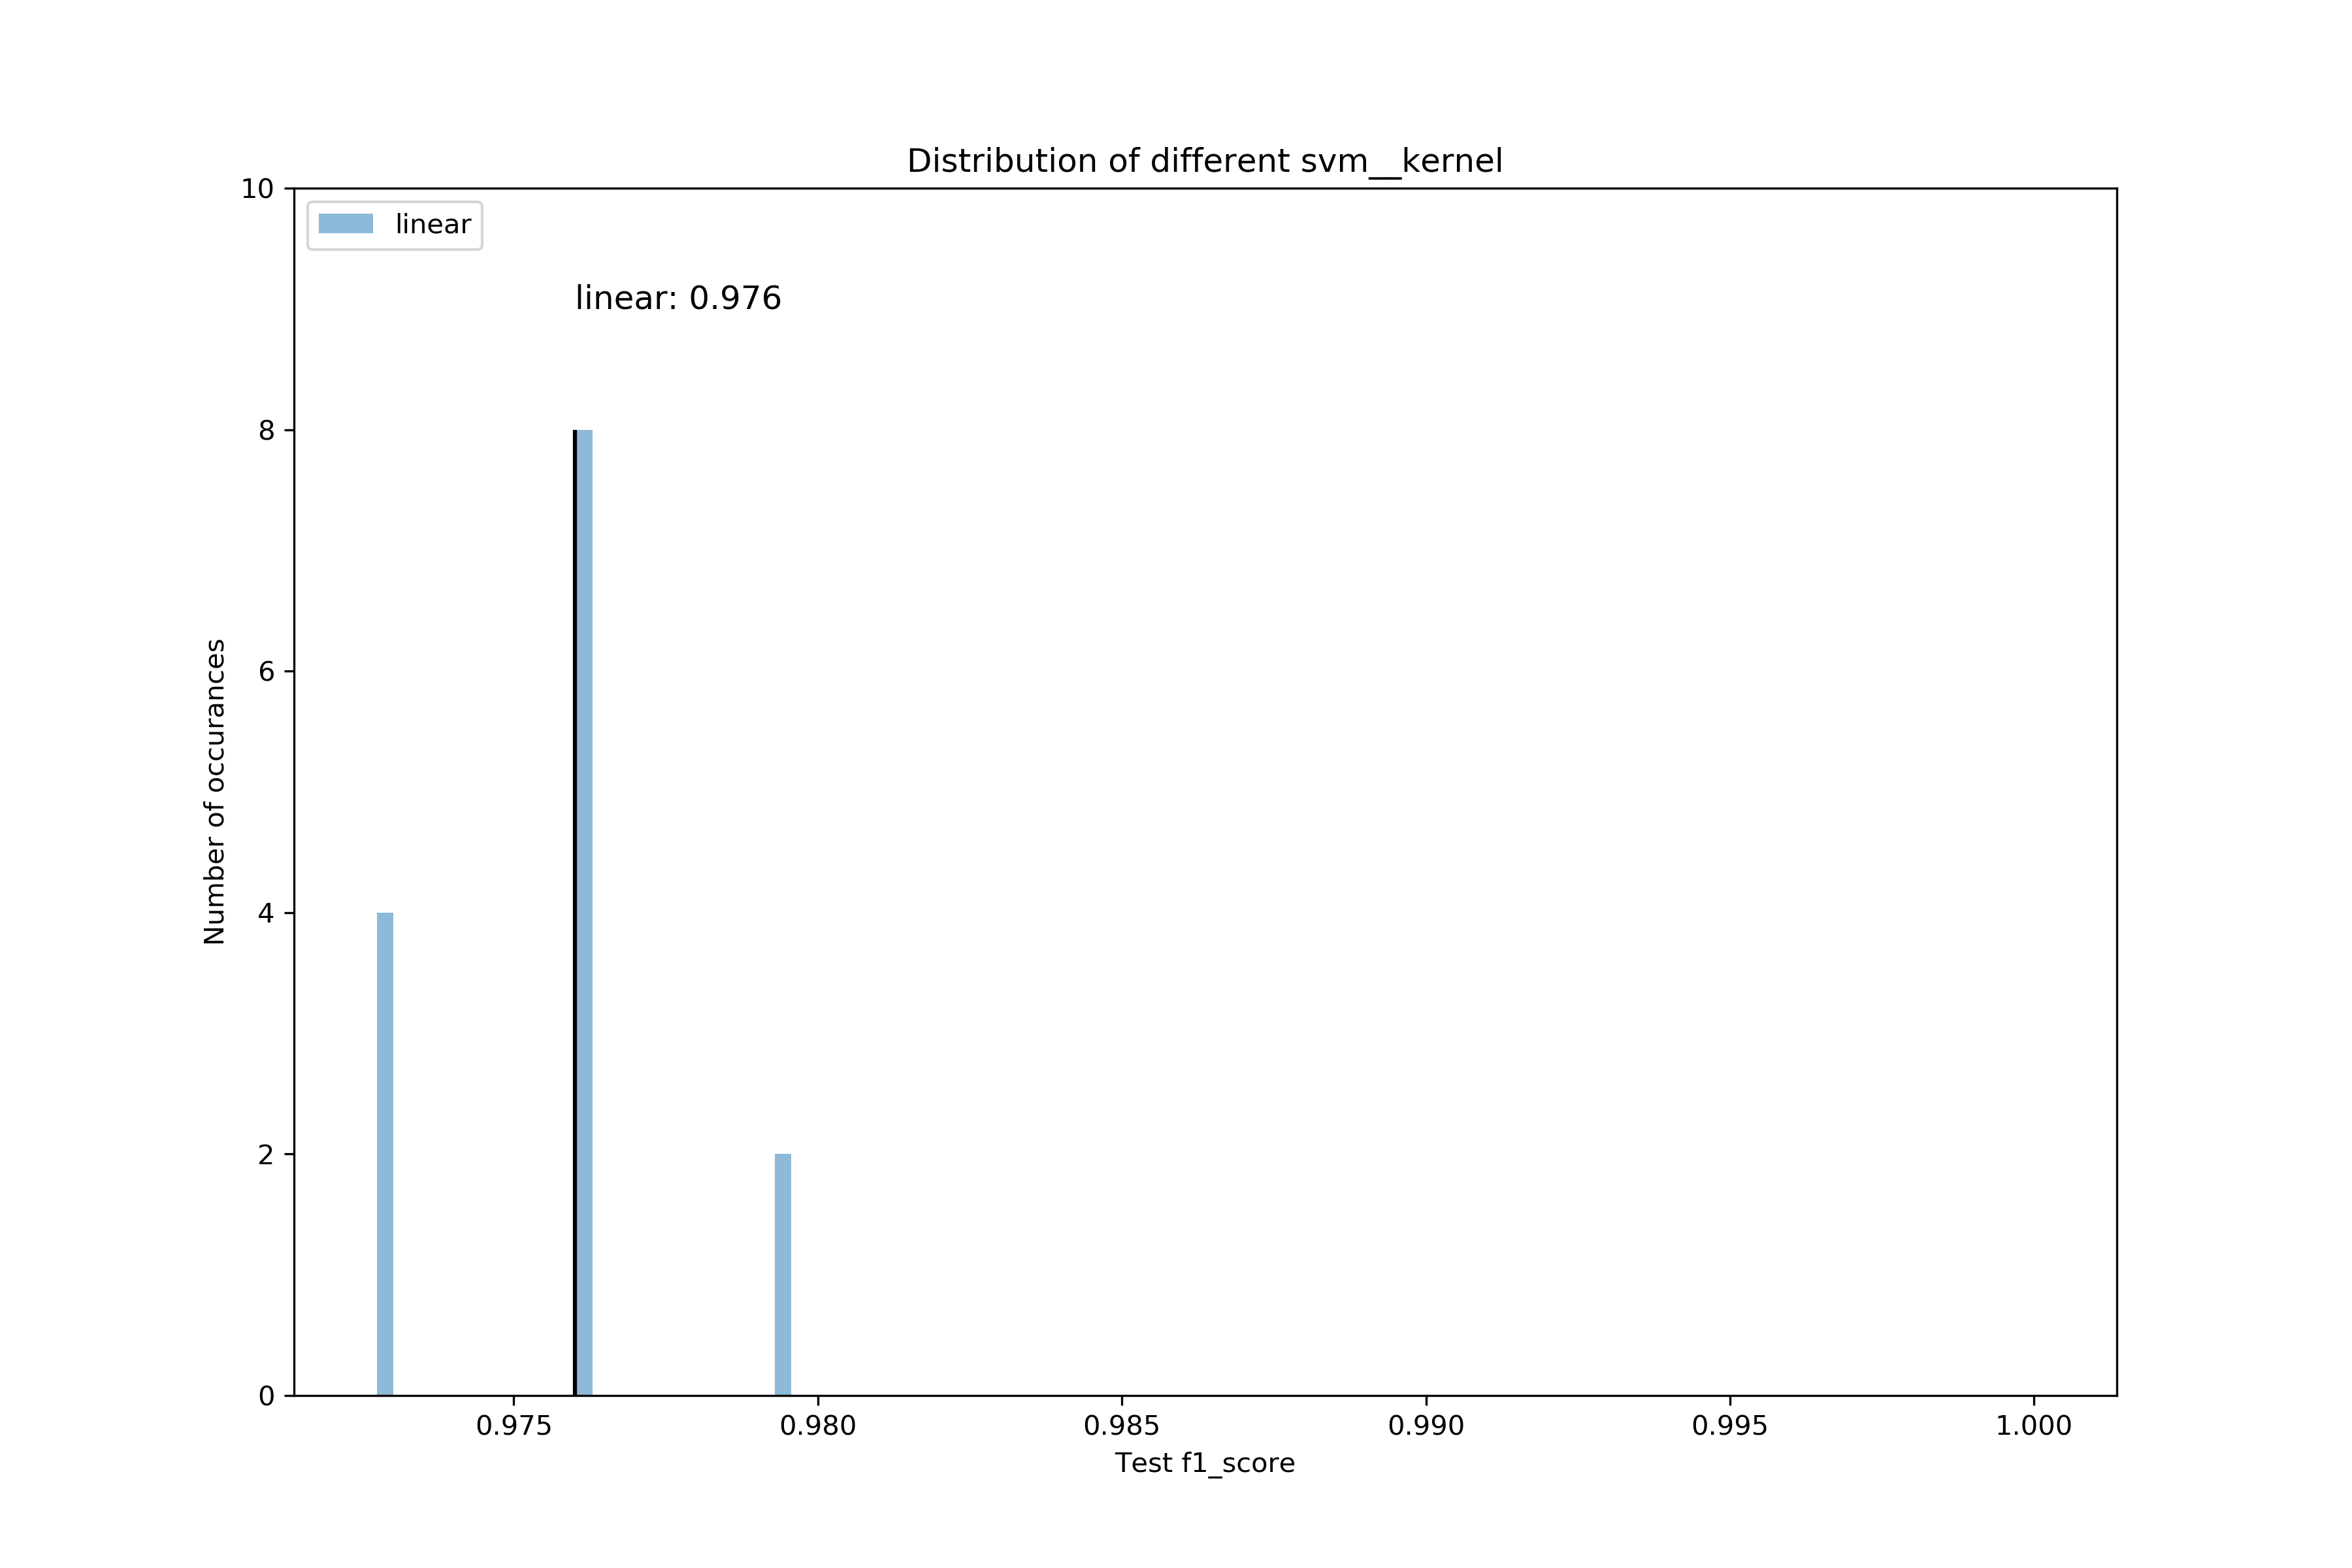 Distribution of different svm__kernel
10
linear
linear: 0.976
8
6
4
2
0
Number of occurances
0.975 0.980 0.985 0.990 0.995 1.000
Test f1_score